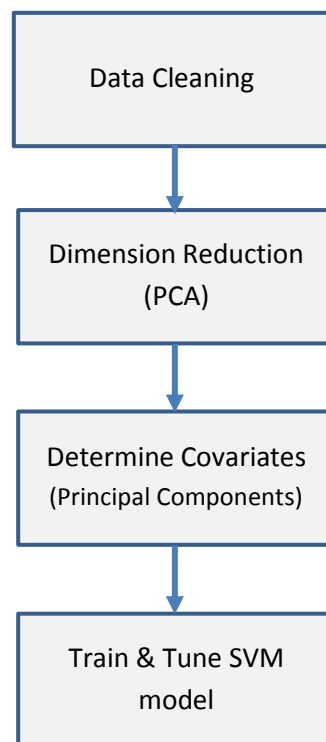 Data Cleaning
Dimension Reduction
(PCA)
Determine Covariates
(Principal Components)
Train & Tune SVM
model